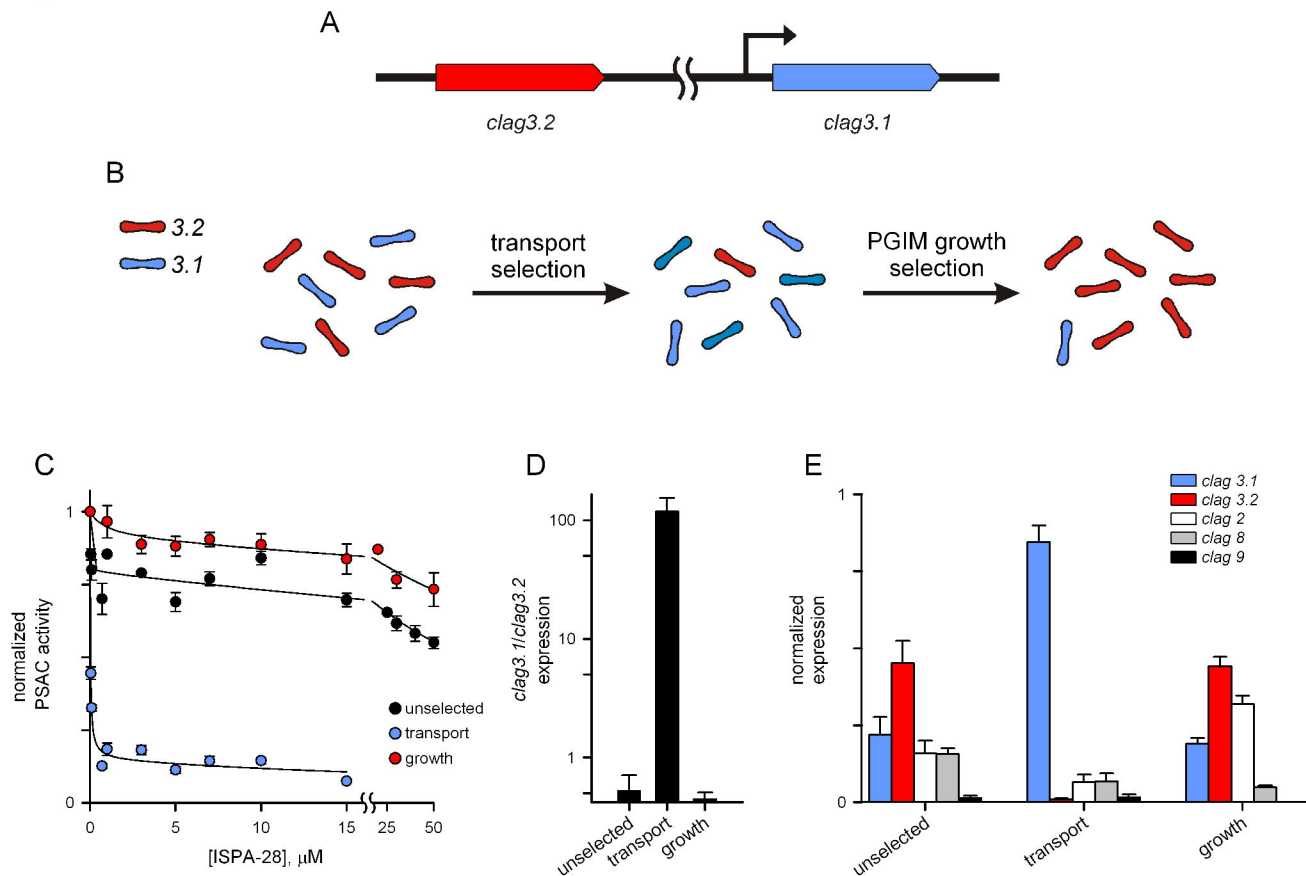 A
clag3.2
clag3.1
B
3.2
3.1
transport
selection
PGIM growth
selection
C
normalized
PSAC activity
1
0
0
5
10
15
25
50
[ISPA-28], μM
unselected
transport
growth
D
clag3.1/clag3.2
expression
100
10
1
unselected
transport
growth
E
normalized
expression
1
0
clag 3.1
clag 3.2
clag 2
clag 8
clag 9
unselected
transport
growth